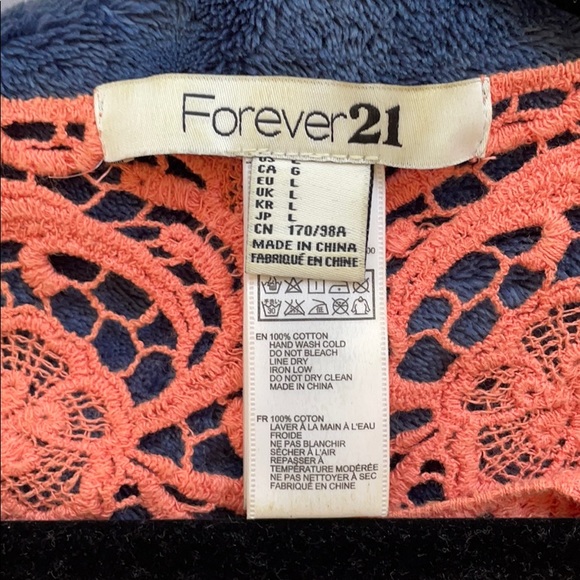 Forever21
US L
CA G
EU L
UK L
KR L
JP L
CN 170/98A
MADE IN CHINA
FABRIQUÉ EN CHINE
EN 100% COTTON
HAND WASH COLD
DO NOT BLEACH
LINE DRY
IRON LOW
DO NOT DRY CLEAN
MADE IN CHINA
FR 100% COTON
LAVER À LA MAIN À L'EAU
FROIDE
NE PAS BLANCHIR
SÉCHER À L'AIR
REPASSER À
TEMPÉRATURE MODÉRÉE
NE PAS NETTOYER À SEC
FABRIQUÉ EN CHINE